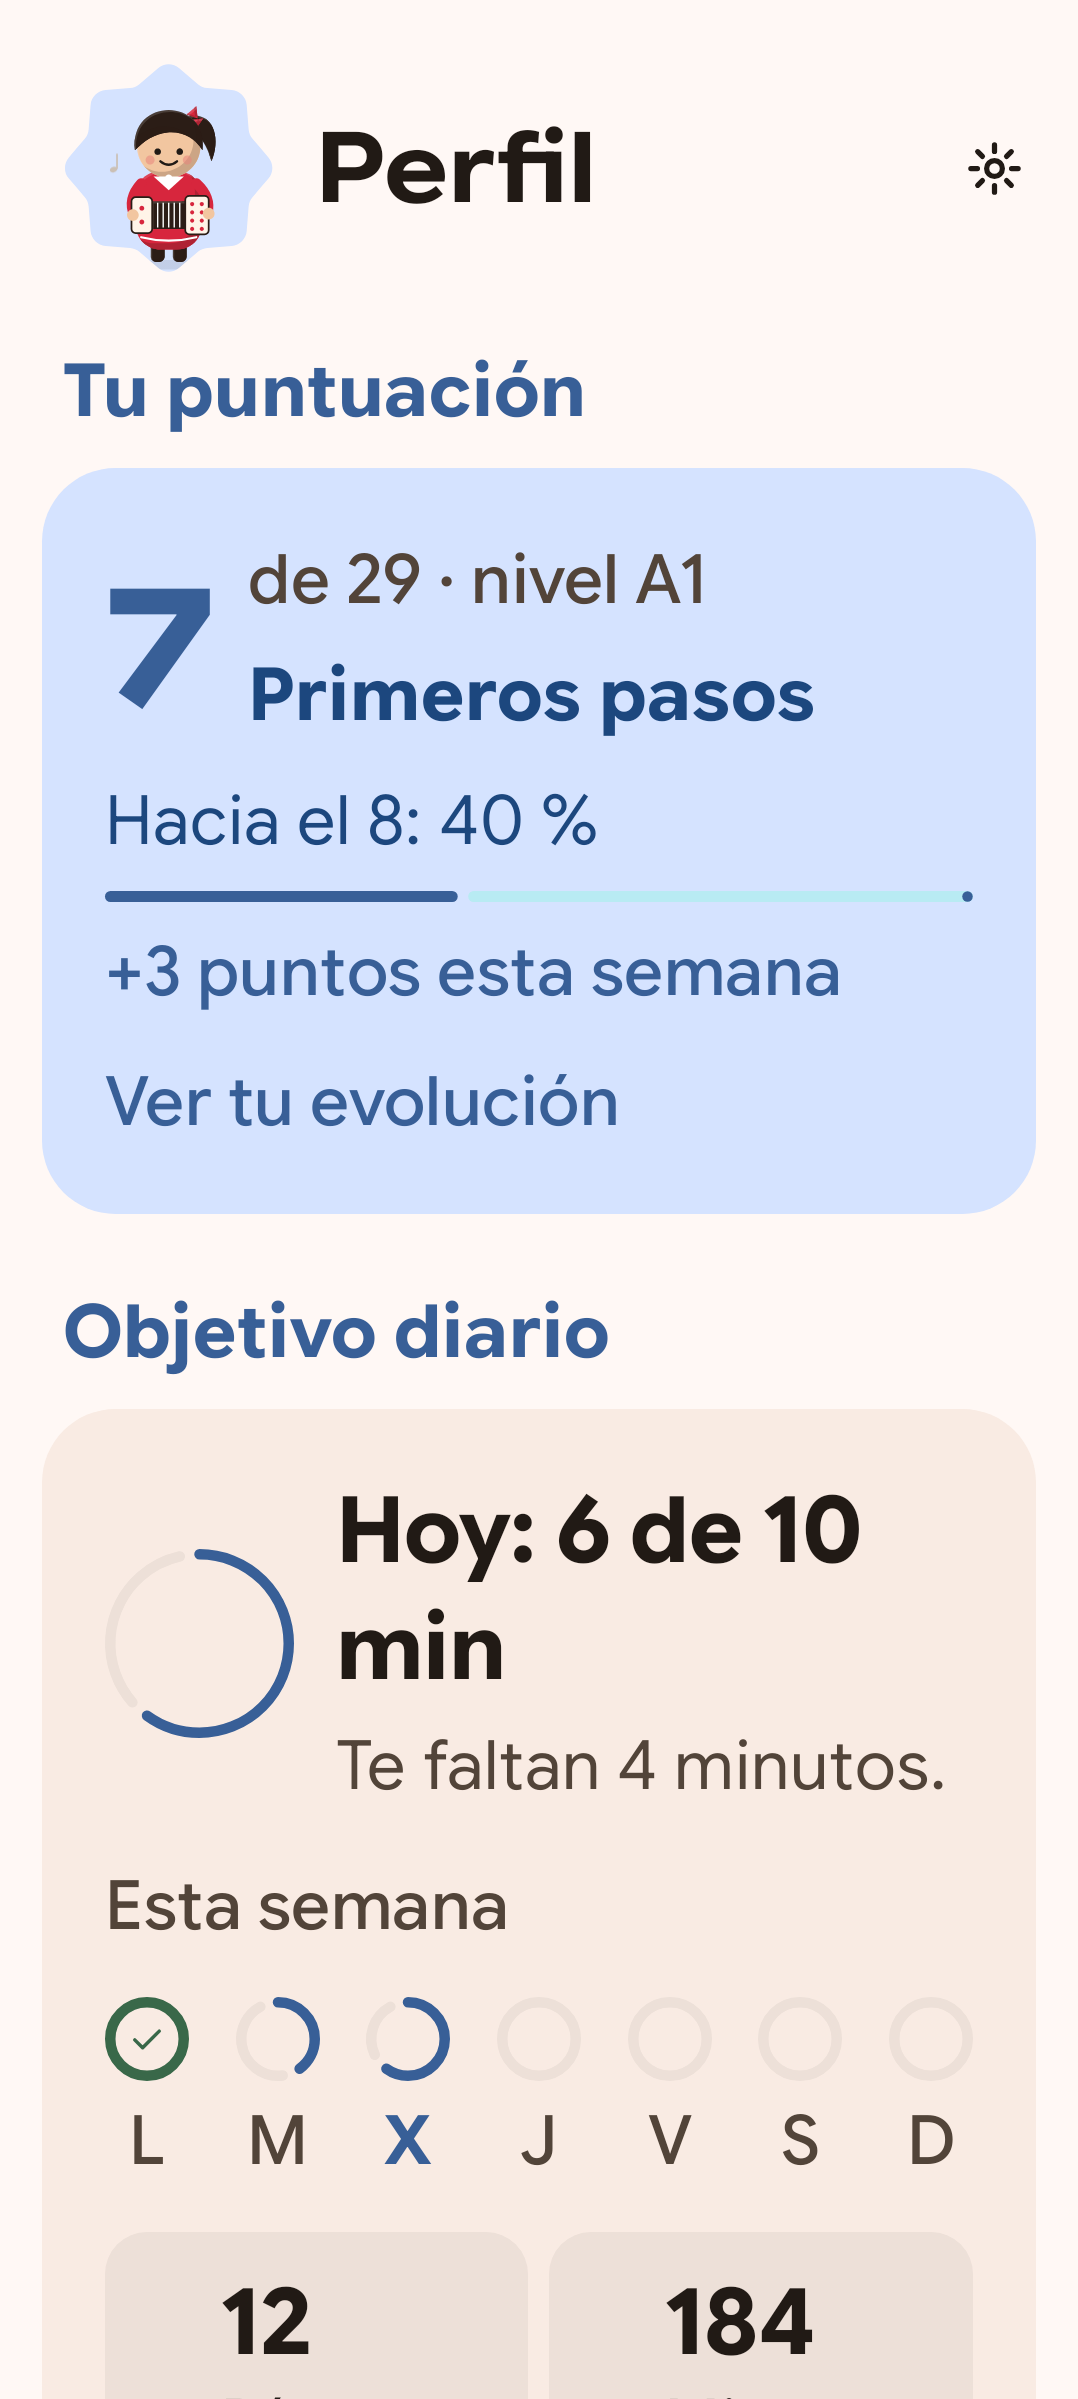 Perfil
Tu puntuación
7
de 29 · nivel A1
Primeros pasos
Hacia el 8: 40 %
+3 puntos esta semana
Ver tu evolución
Objetivo diario
Hoy: 6 de 10
min
Te faltan 4 minutos.
Esta semana
L M X J V S D
12 184